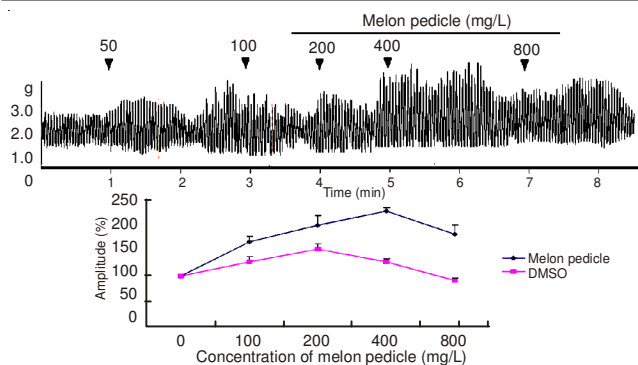 Melon pedicle (mg/L)
50 100 200 400 800
g
3.0
2.0
1.0
0
1 2 3 4 5 6 7 8
Time (min)
250
200
150
100
50
0
Amplitude (%)
Melon pedicle
DMSO
0 100 200 400 800
Concentration of melon pedicle (mg/L)